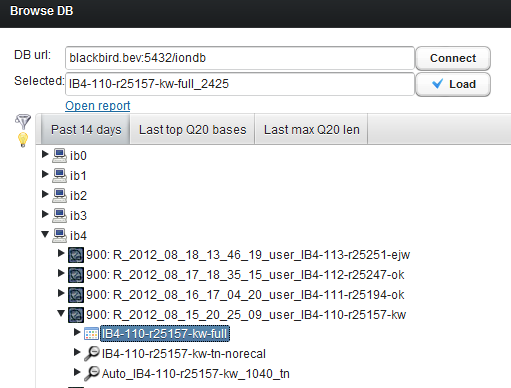 Browse DB
DB url: blackbird.bev:5432/iondb Connect
Selected: IB4-110-r25157-kw-full_2425 Load
Open report
Past 14 days Last top Q20 bases Last max Q20 len
ib0
ib1
ib2
ib3
ib4
900: R_2012_08_18_13_46_19_user_IB4-113-r25251-ejw
900: R_2012_08_17_18_35_15_user_IB4-112-r25247-ok
900: R_2012_08_16_17_04_20_user_IB4-111-r25194-ok
900: R_2012_08_15_20_25_09_user_IB4-110-r25157-kw
IB4-110-r25157-kw-full
IB4-110-r25157-kw-tn-norecal
Auto_IB4-110-r25157-kw_1040_tn